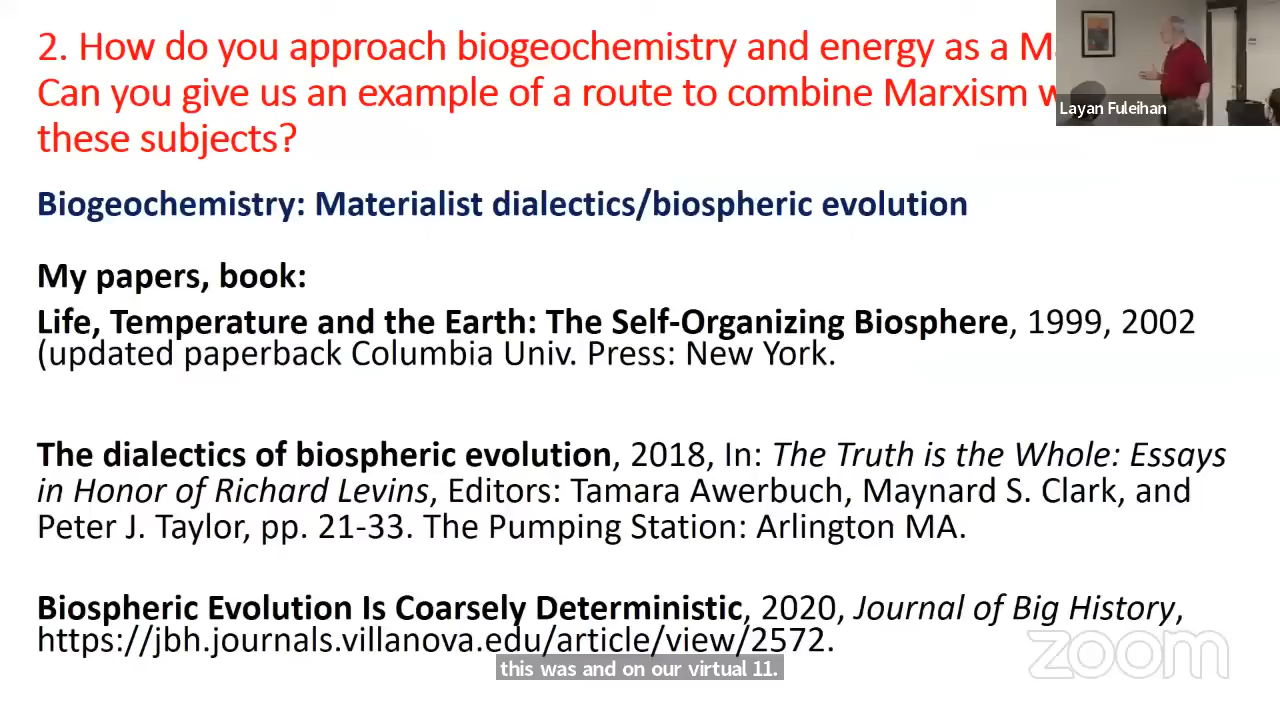 2. How do you approach biogeochemistry and energy as a
Can you give us an example of a route to combine Marxism
these subjects?
Layan Fuleihan
Biogeochemistry: Materialist dialectics/biospheric evolution
My papers, book:
Life, Temperature and the Earth: The Self-Organizing Biosphere, 1999, 2002
(updated paperback Columbia Univ. Press: New York.
The dialectics of biospheric evolution, 2018, In: The Truth is the Whole: Essays
in Honor of Richard Levins, Editors: Tamara Awerbuch, Maynard S. Clark, and
Peter J. Taylor, pp. 21-33. The Pumping Station: Arlington MA.
Biospheric Evolution Is Coarsely Deterministic, 2020, Journal of Big History,
https://jbh.journals.villanova.edu/article/view/2572.
this was and on our virtual 11.
zoom